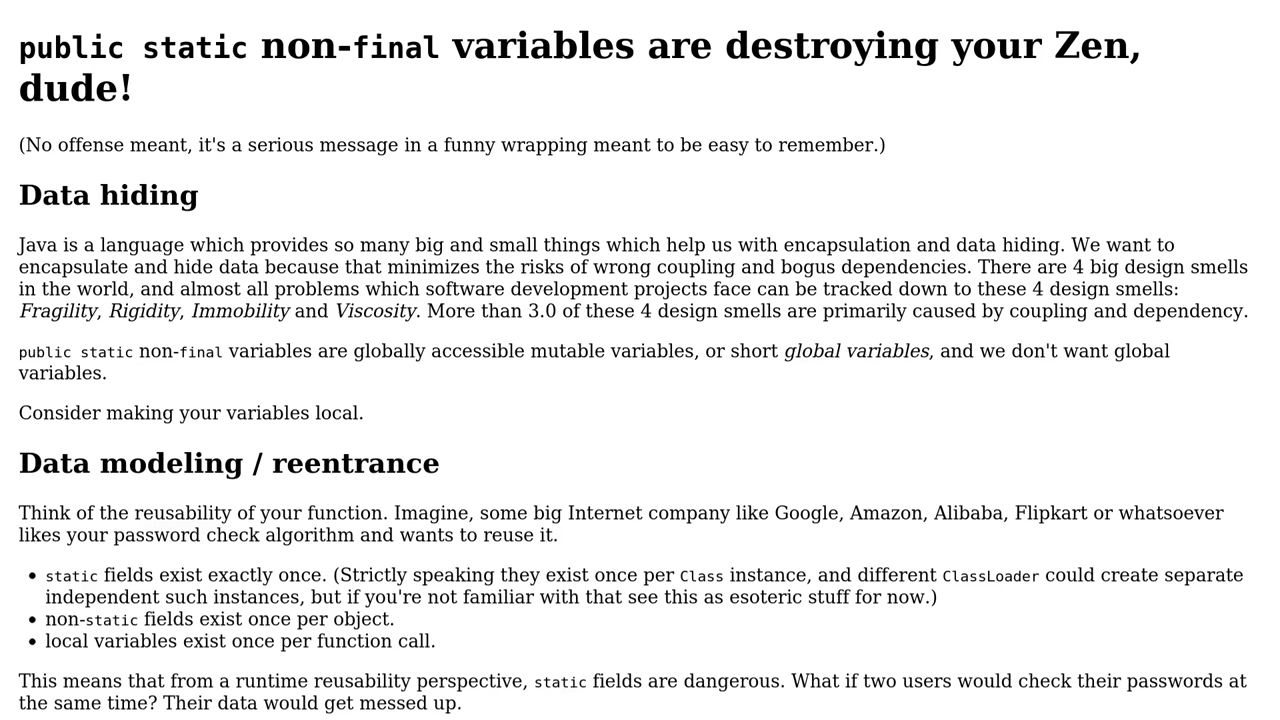 public static non-final variables are destroying your Zen,
dude!
(No offense meant, it's a serious message in a funny wrapping meant to be easy to remember.)
Data hiding
Java is a language which provides so many big and small things which help us with encapsulation and data hiding. We want to
encapsulate and hide data because that minimizes the risks of wrong coupling and bogus dependencies. There are 4 big design smells
in the world, and almost all problems which software development projects face can be tracked down to these 4 design smells:
Fragility, Rigidity, Immobility and Viscosity. More than 3.0 of these 4 design smells are primarily caused by coupling and dependency.
public static non-final variables are globally accessible mutable variables, or short global variables, and we don't want global
variables.
Consider making your variables local.
Data modeling / reentrance
Think of the reusability of your function. Imagine, some big Internet company like Google, Amazon, Alibaba, Flipkart or whatsoever
likes your password check algorithm and wants to reuse it.
• static fields exist exactly once. (Strictly speaking they exist once per Class instance, and different ClassLoader could create separate
independent such instances, but if you're not familiar with that see this as esoteric stuff for now.)
• non-static fields exist once per object.
• local variables exist once per function call.
This means that from a runtime reusability perspective, static fields are dangerous. What if two users would check their passwords at
the same time? Their data would get messed up.